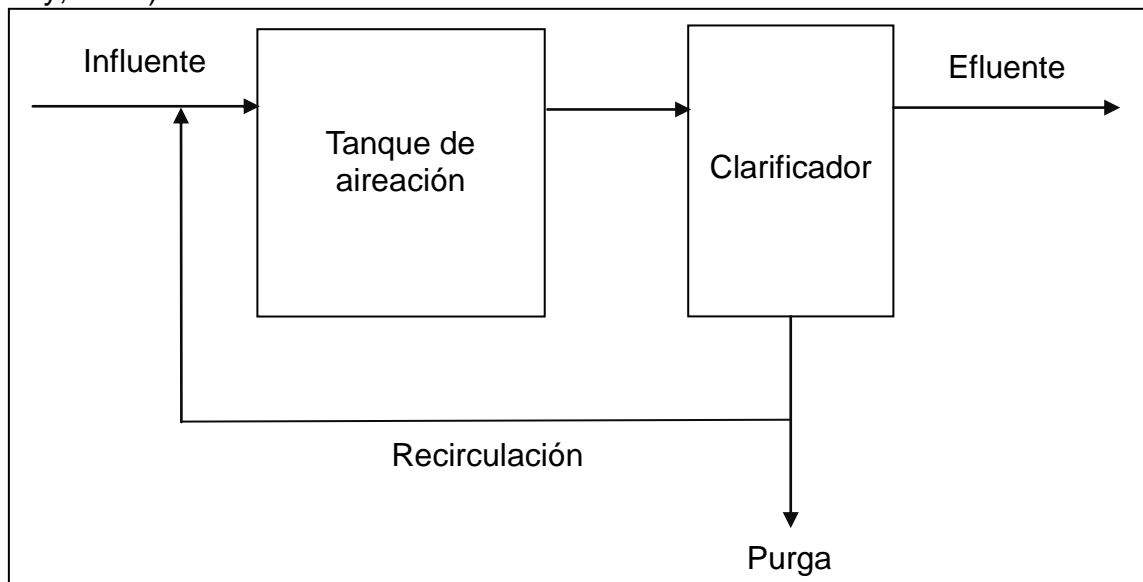 Influente
Efluente
Tanque de
aireación
Clarificador
Recirculación
Purga